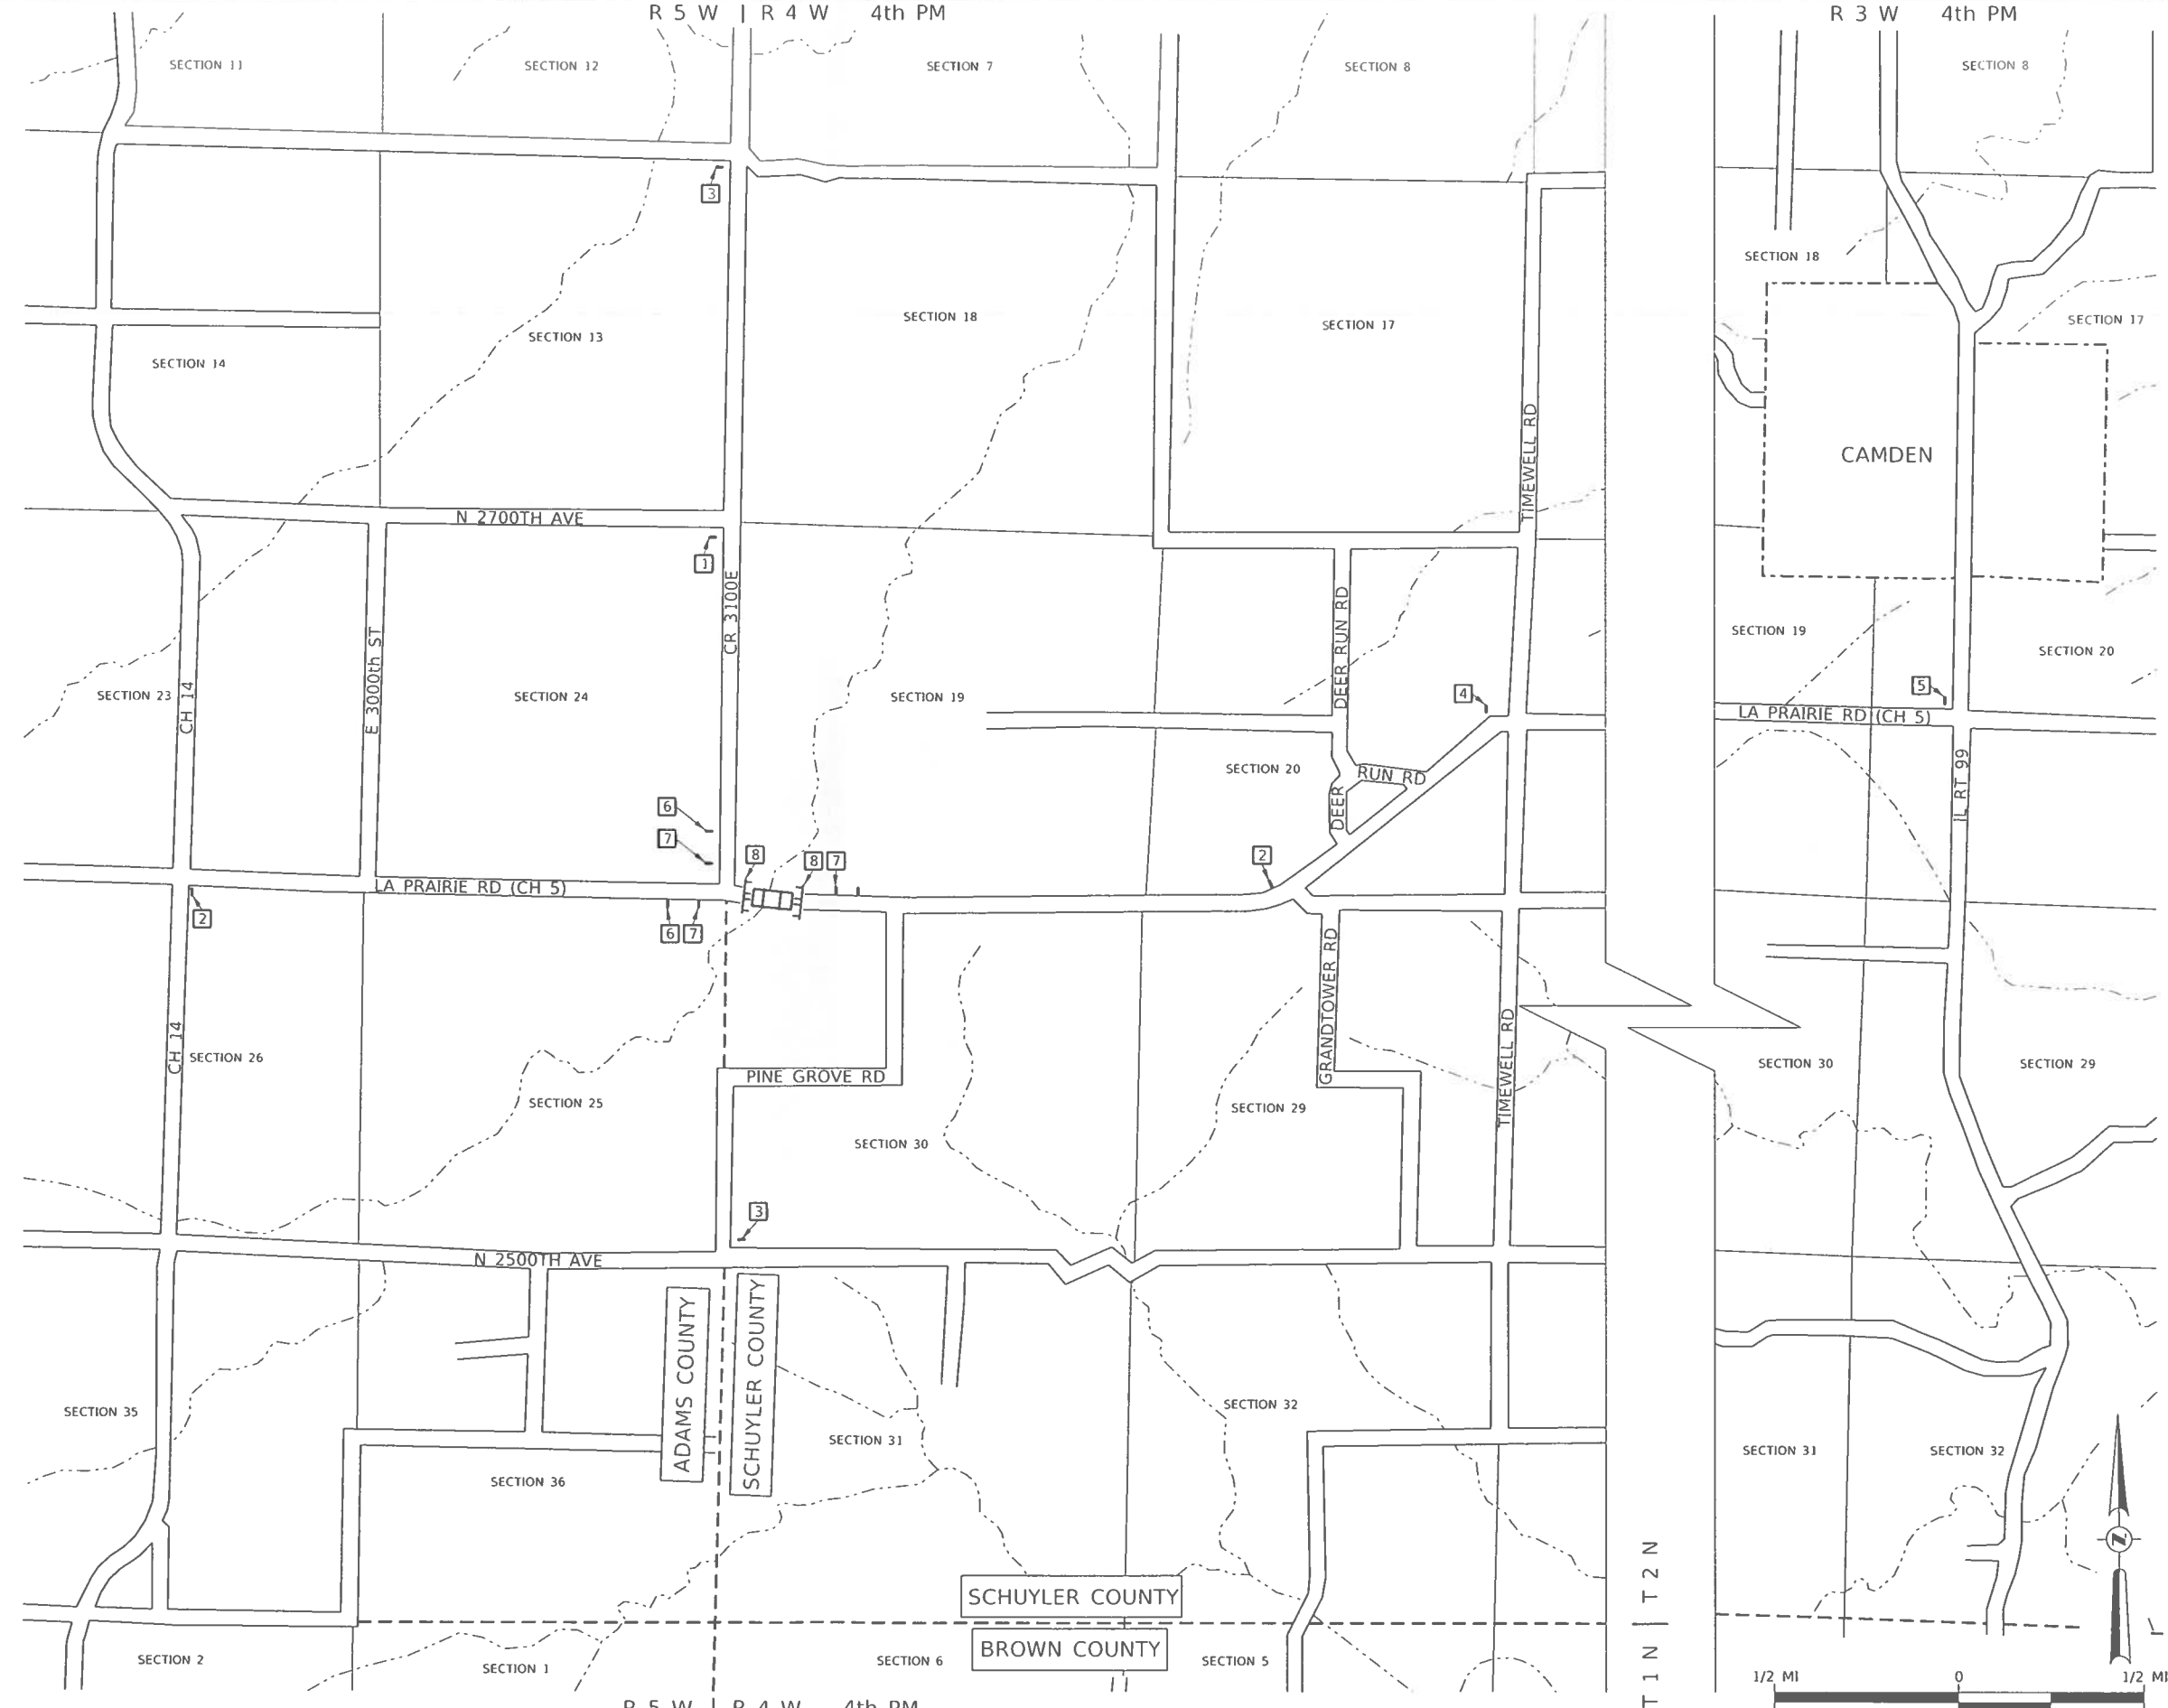 R 5 W | R 4 W 4th PM
R 3 W 4th PM
SECTION 11
SECTION 12
SECTION 7
SECTION 8
SECTION 8
3
SECTION 18
SECTION 18
SECTION 17
SECTION 17
SECTION 13
SECTION 14
TIMEWELL RD
CAMDEN
N 2700TH AVE
1
CR 3100E
DEER RUN RD
E 3000th ST
SECTION 19
SECTION 20
CH 14
SECTION 23
SECTION 24
SECTION 19
4
5
LA PRAIRIE RD (CH 5)
SECTION 20
RUN RD
DEER
IL RT 99
6
7
8
8
7
2
LA PRAIRIE RD (CH 5)
2
6
7
GRANDTOWER RD
CH 14
SECTION 26
TIMEWELL RD
SECTION 30
SECTION 29
PINE GROVE RD
SECTION 25
SECTION 29
SECTION 30
3
N 2500TH AVE
ADAMS COUNTY
SCHUYLER COUNTY
SECTION 35
SECTION 32
SECTION 31
SECTION 31
SECTION 32
SECTION 36
N
SCHUYLER COUNTY
T 1 N | T 2 N
BROWN COUNTY
SECTION 2
SECTION 1
SECTION 6
SECTION 5
1/2 MI
0
1/2 MI
R 5 W | R 4 W 4th PM